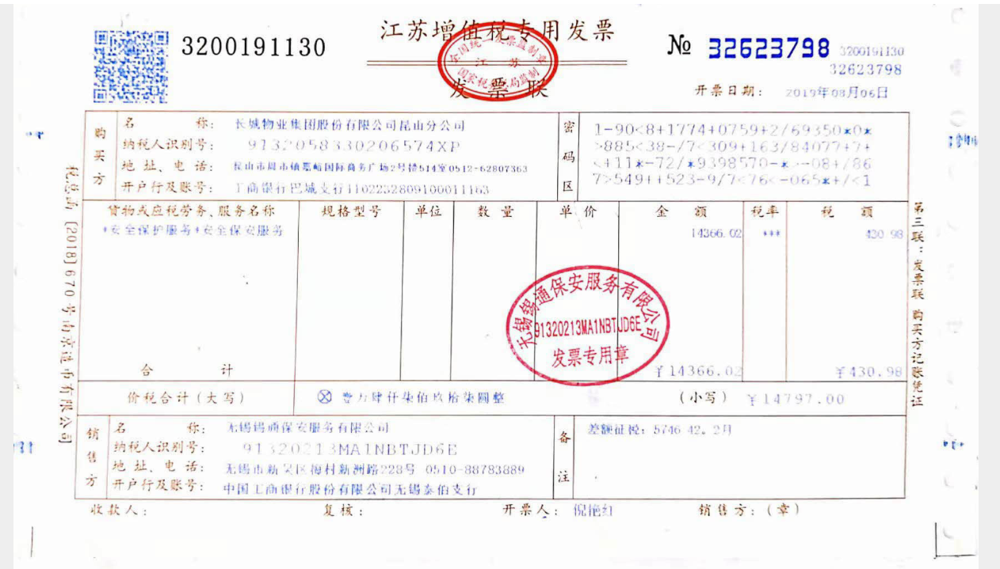 江苏增值税专用发票
3200191130
№ 32623798
3200191130
32623798
全国统一发票监制章
江苏
国家税务总局监制
发票联
开票日期: 2019年08月06日
购买方
名称: 长城物业集团股份有限公司昆山分公司
纳税人识别号: 91320583302065 74XP
地址、电话: 昆山市周市镇嘉裕国际商务广场2号楼514室0512-62807363
开户行及账号: 工商银行巴城支行1102232809100011163
密码区
1-90<8+1774+0759+2/69350*0*
>885<38-/7<309+163/84077+7+
<+11*-72/*9398570-*>-08+/86
7>549++523-9/7<76<-065*+/<1
货物或应税劳务、服务名称 规格型号 单位 数量 单价 金额 税率 税额
*安全保护服务*安全保安服务 14366.02 *** 430.98
无锡锡通保安服务有限公司
91320213MA1NBTJD6E
发票专用章
合计 ¥14366.02 ¥430.98
价税合计(大写) ⊗ 壹万肆仟柒佰玖拾柒圆整 (小写) ¥14797.00
销售方
名称: 无锡锡通保安服务有限公司
纳税人识别号: 91320213MA1NBTJD6E
地址、电话: 无锡市新吴区梅村新洲路228号 0510-88783889
开户行及账号: 中国工商银行股份有限公司无锡泰伯支行
备注
差额征税: 5746.42。2月
收款人: 复核: 开票人: 倪艳红 销售方:(章)
第三联:发票联 购买方记账凭证
税总函〔2018〕670号南京造币有限公司